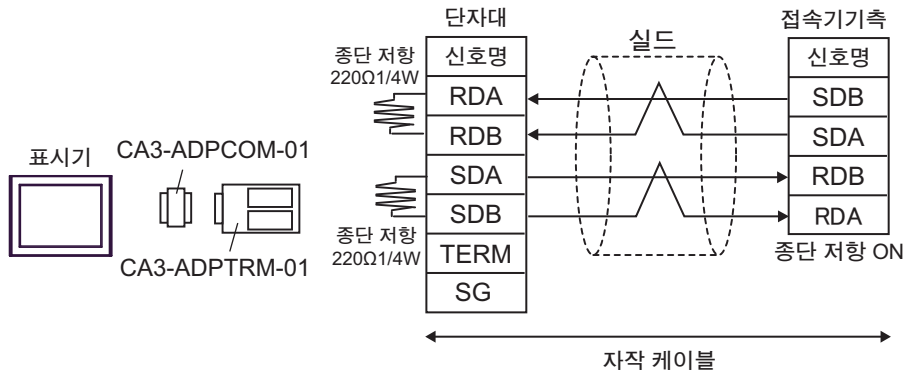 표시기
CA3-ADPCOM-01
CA3-ADPTRM-01
종단 저항
220Ω1/4W
종단 저항
220Ω1/4W
단자대
신호명
RDA
RDB
SDA
SDB
TERM
SG
실드
접속기기측
신호명
SDB
SDA
RDB
RDA
종단 저항 ON
자작 케이블